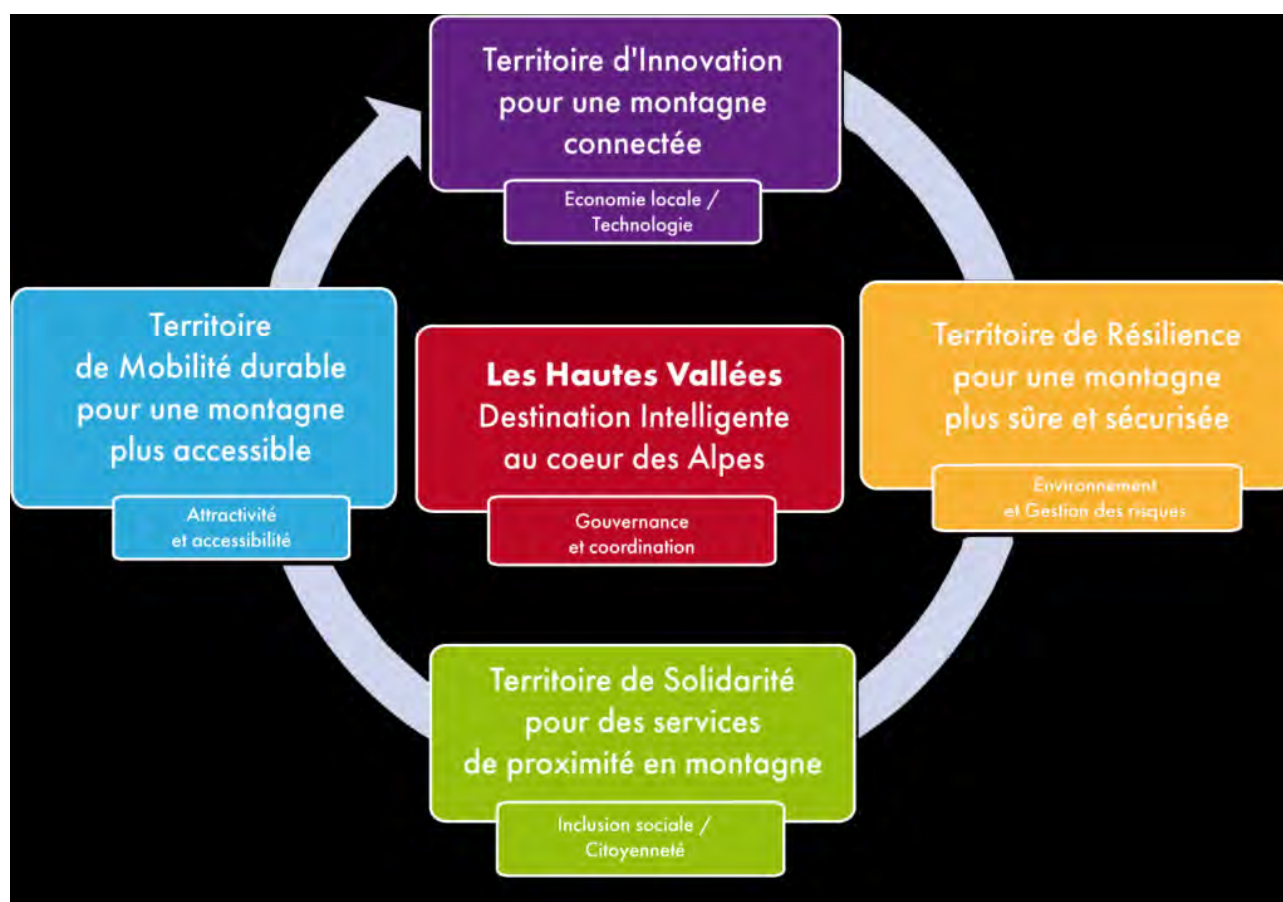 Territoire d'Innovation
pour une montagne
connectée
Economie locale /
Technologie
Territoire
de Mobilité durable
pour une montagne
plus accessible
Attractivité
et accessibilité
Les Hautes Vallées
Destination Intelligente
au coeur des Alpes
Gouvernance
et coordination
Territoire de Résilience
pour une montagne
plus sûre et sécurisée
Environnement
et Gestion des risques
Territoire de Solidarité
pour des services
de proximité en montagne
Inclusion sociale /
Citoyenneté